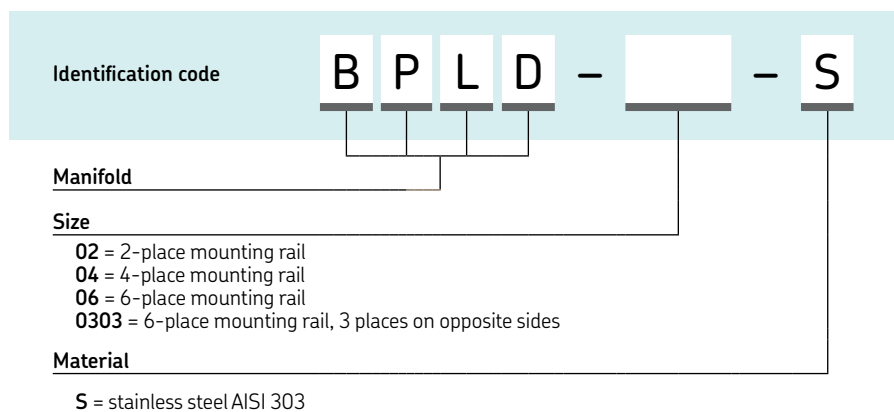 Identification code B P L D – – S
Manifold
Size
02 = 2-place mounting rail
04 = 4-place mounting rail
06 = 6-place mounting rail
0303 = 6-place mounting rail, 3 places on opposite sides
Material
S = stainless steel AISI 303